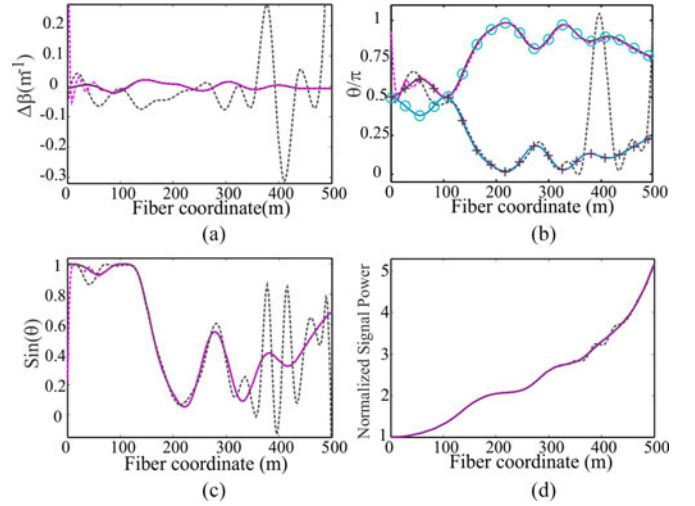 0.2
0.1
0
-0.1
-0.2
-0.3
Δβ(m⁻¹)
0 100 200 300 400 500
Fiber coordinate(m)
(a)
1
0.75
0.5
0.25
0
θ/π
0 100 200 300 400 500
Fiber coordinate (m)
(b)
1
0.8
0.6
0.4
0.2
0
Sin(θ)
0 100 200 300 400 500
Fiber coordinate (m)
(c)
5
4
3
2
1
Normalized Signal Power
0 100 200 300 400 500
Fiber coordinate (m)
(d)